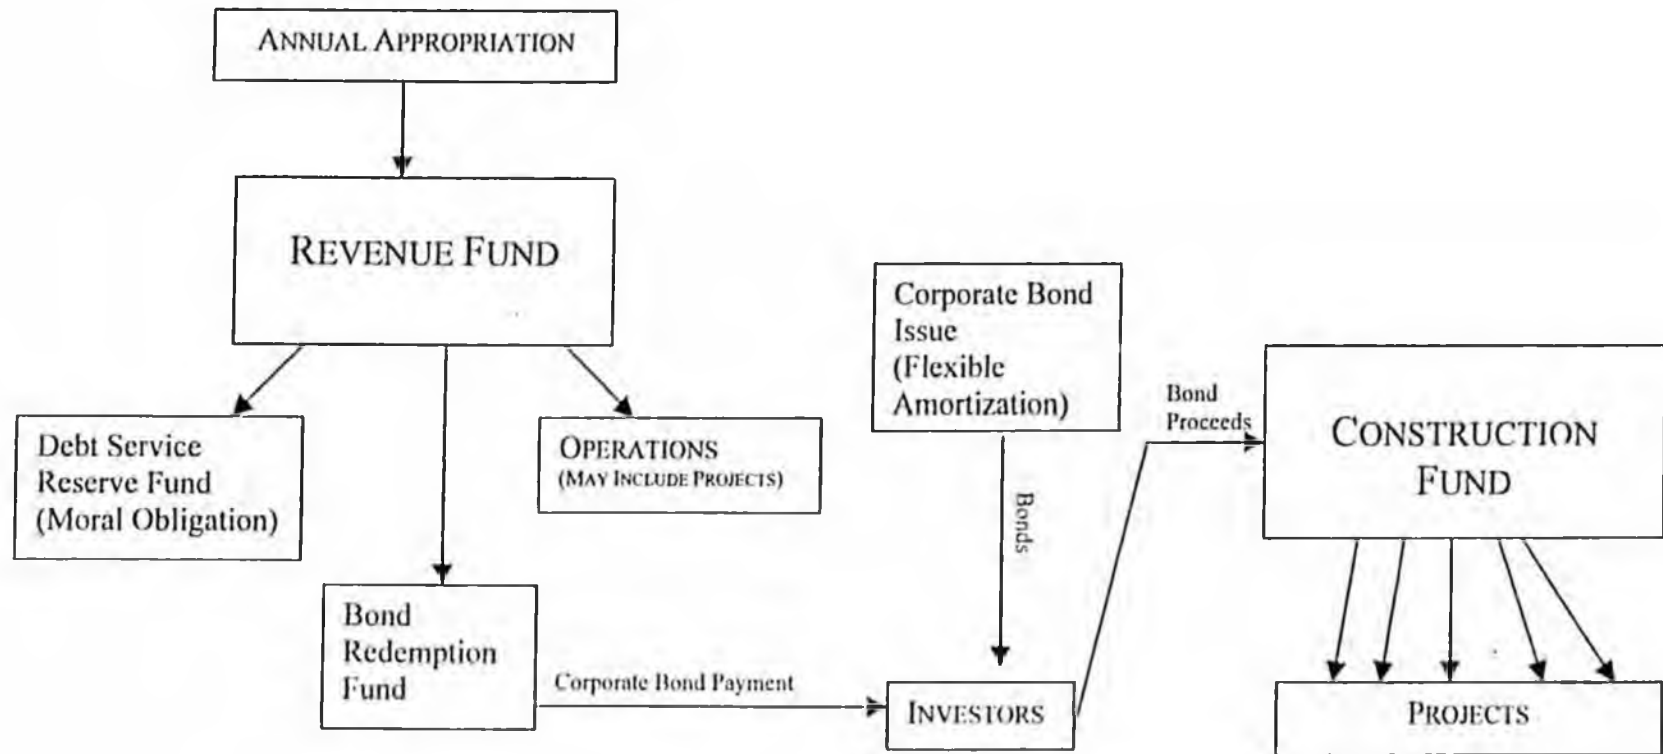 ANNUAL APPROPRIATION
REVENUE FUND
Debt Service
Reserve Fund
(Moral Obligation)
OPERATIONS
(MAY INCLUDE PROJECTS)
Bond
Redemption
Fund
Corporate Bond Payment
Corporate Bond
Issue
(Flexible
Amortization)
Bonds
INVESTORS
Bond
Proceeds
CONSTRUCTION
FUND
PROJECTS